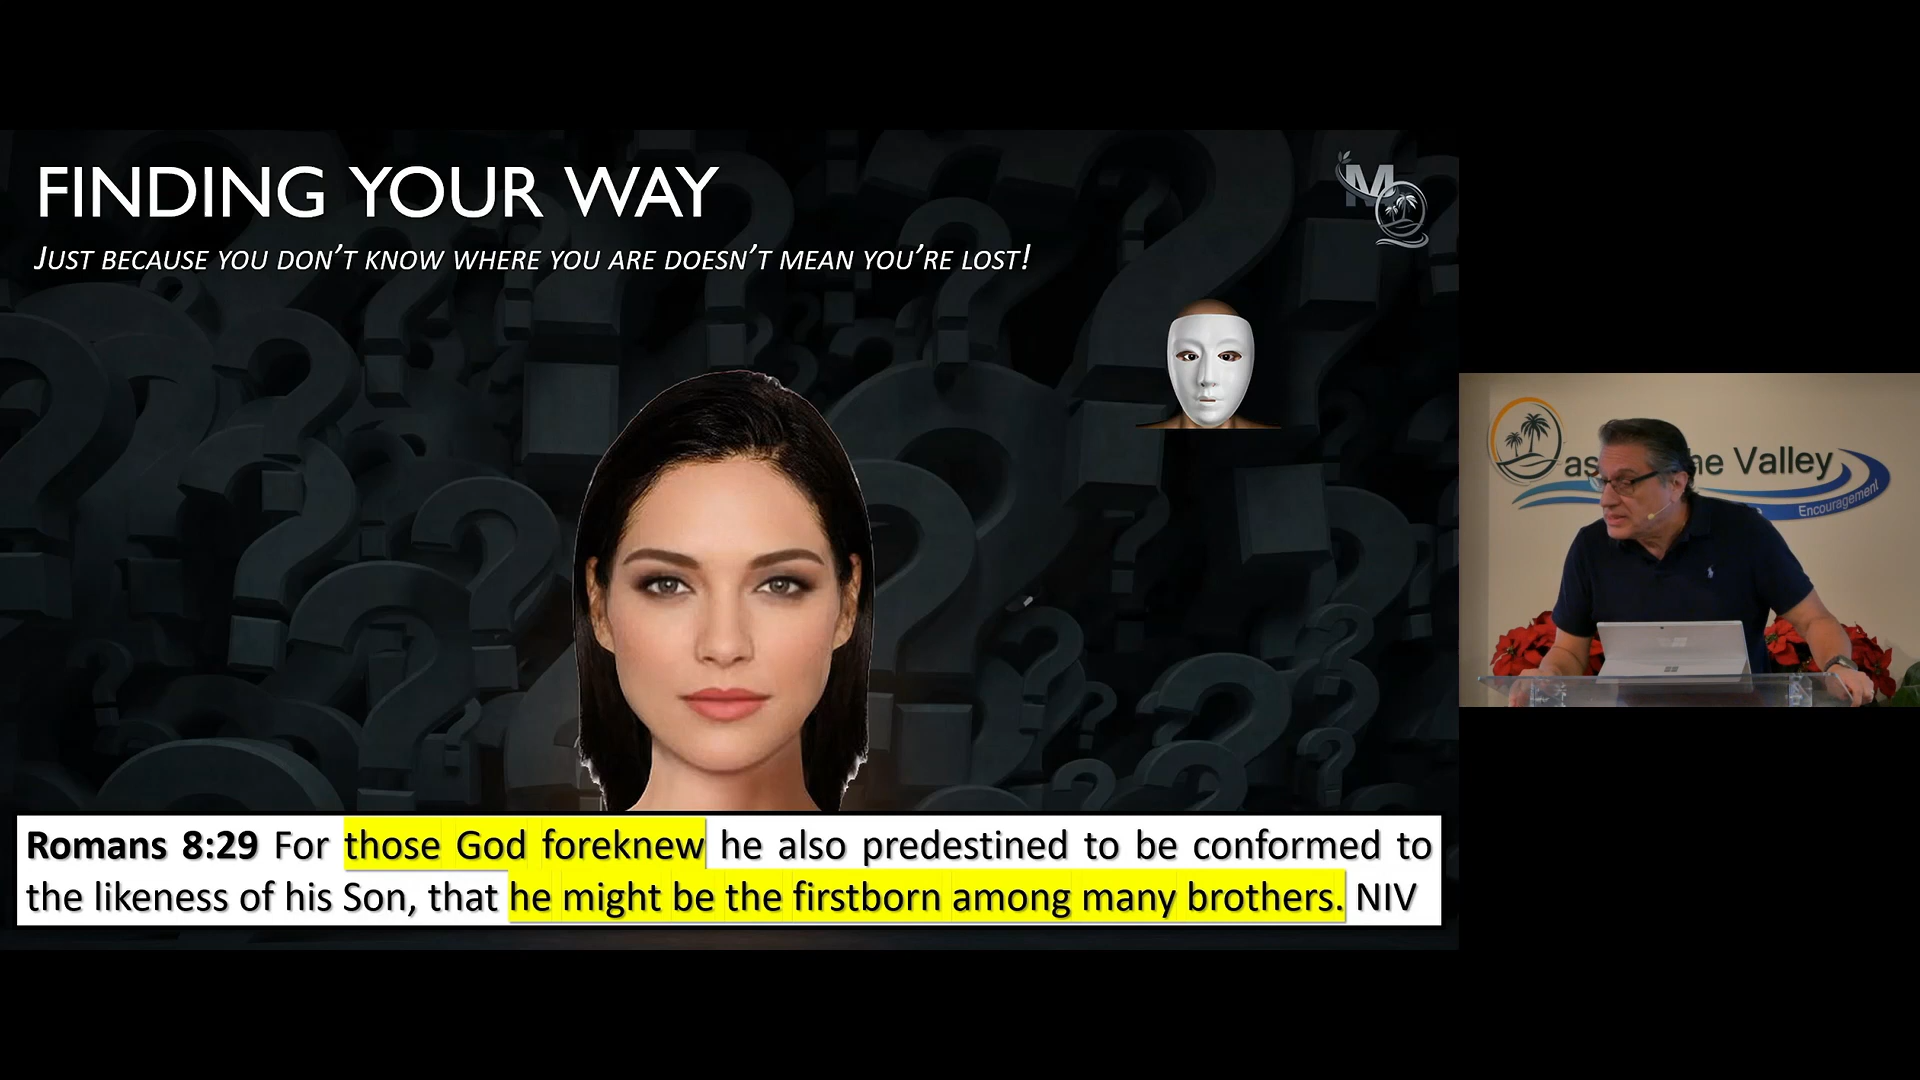 FINDING YOUR WAY
JUST BECAUSE YOU DON'T KNOW WHERE YOU ARE DOESN'T MEAN YOU'RE LOST!
M
Valley
Encouragement
Romans 8:29 For those God foreknew he also predestined to be conformed to
the likeness of his Son, that he might be the firstborn among many brothers. NIV